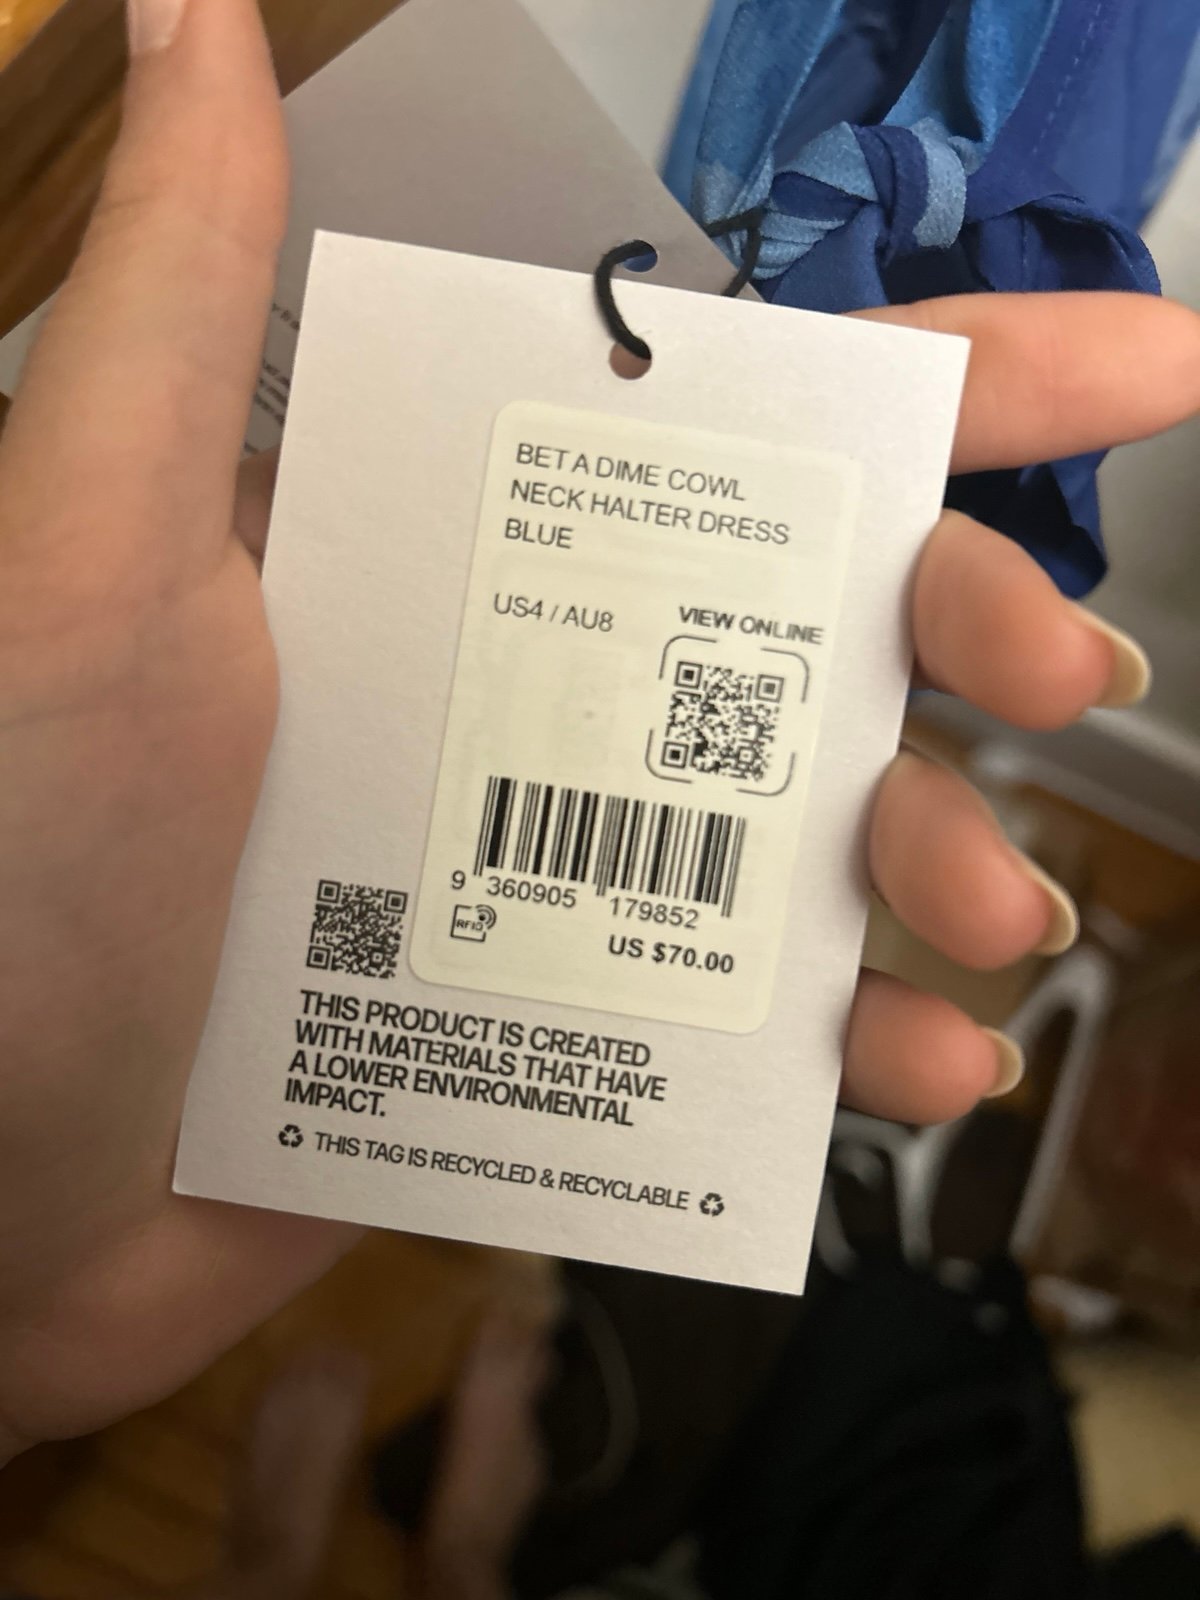 BET A DIME COWL
NECK HALTER DRESS
BLUE
US4 / AU8
VIEW ONLINE
9 360905 179852
RFID
US $70.00
THIS PRODUCT IS CREATED
WITH MATERIALS THAT HAVE
A LOWER ENVIRONMENTAL
IMPACT.
THIS TAG IS RECYCLED & RECYCLABLE